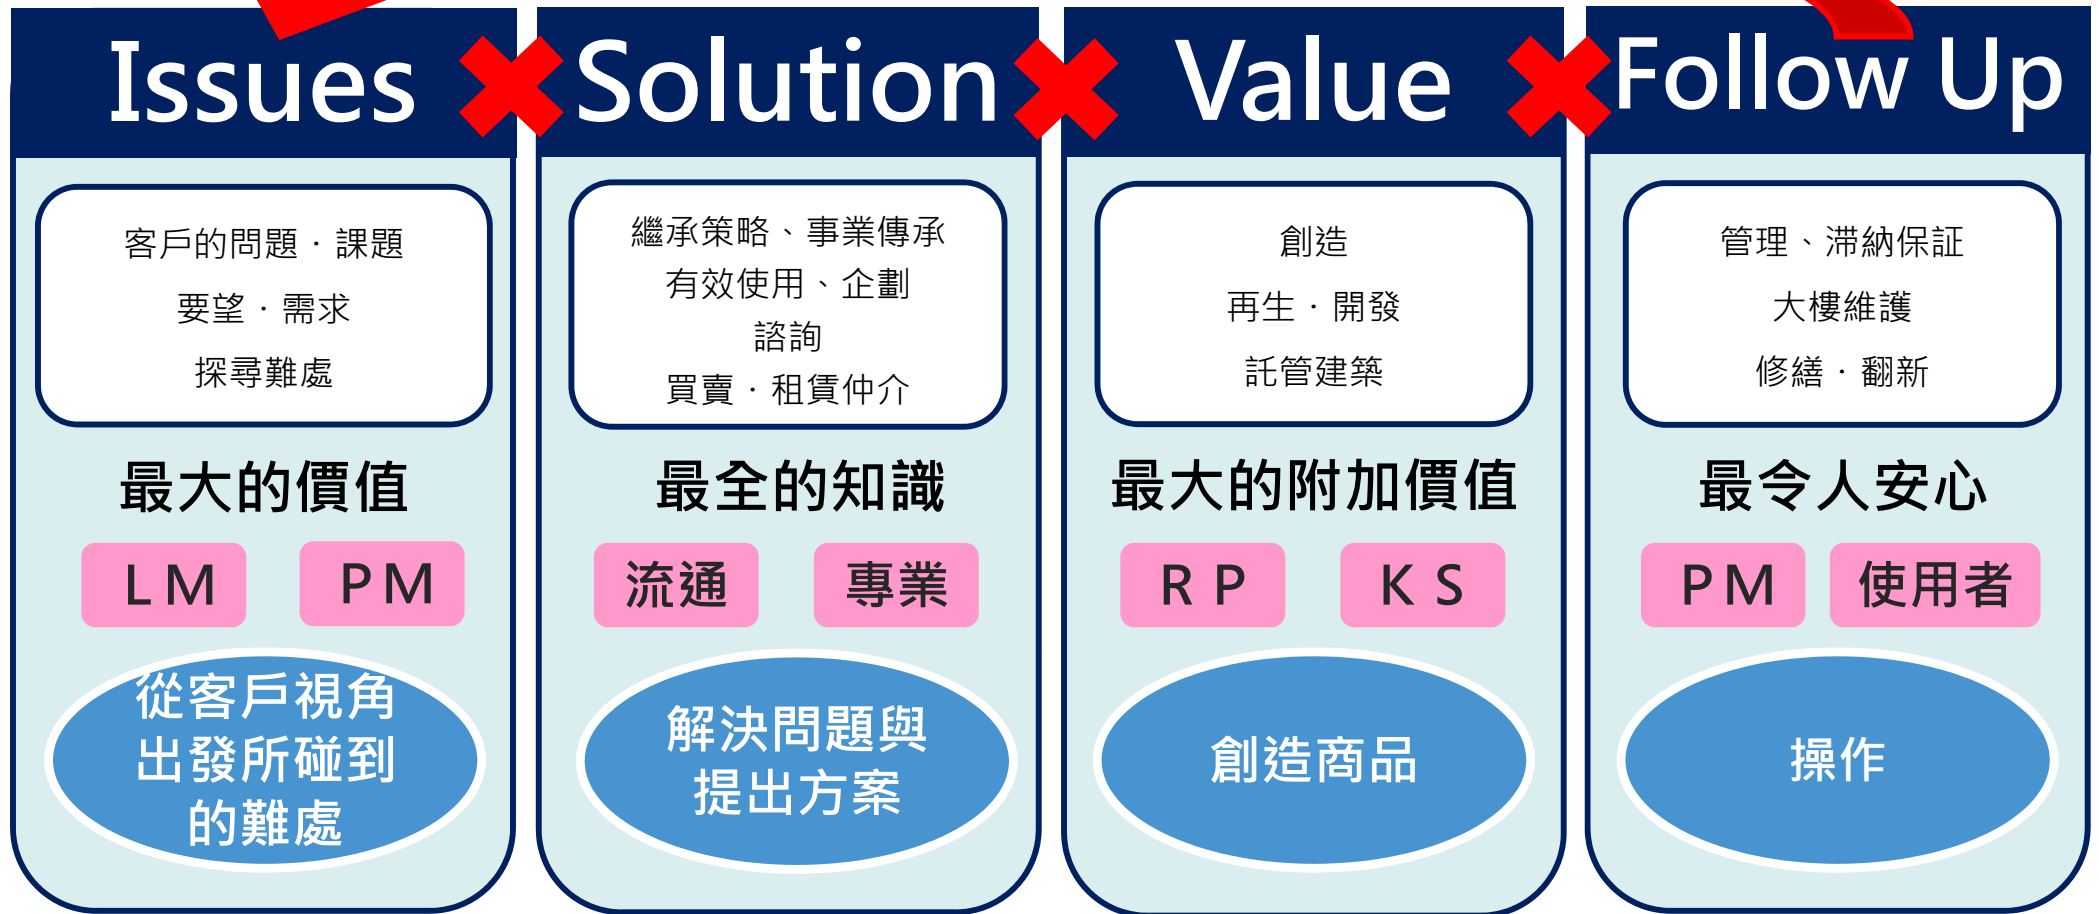 Issues
客戶的問題．課題
要望．需求
探尋難處
最大的價值
LM
PM
從客戶視角
出發所碰到
的難處
Solution
繼承策略、事業傳承
有效使用、企劃
諮詢
買賣．租賃仲介
最全的知識
流通
專業
解決問題與
提出方案
Value
創造
再生．開發
託管建築
最大的附加價值
RP
KS
創造商品
Follow Up
管理、滯納保証
大樓維護
修繕．翻新
最令人安心
PM
使用者
操作